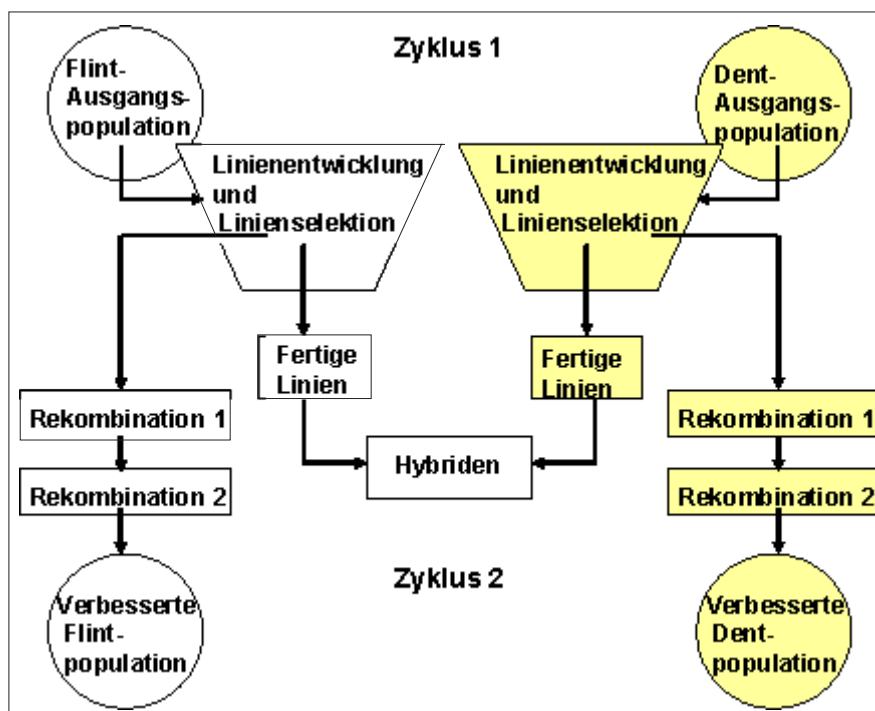 Zyklus 1
Flint-
Ausgangs-
population
Dent-
Ausgangs-
population
Linienentwicklung
und
Linienselektion
Linienentwicklung
und
Linienselektion
Fertige
Linien
Fertige
Linien
Rekombination 1
Rekombination 1
Hybriden
Rekombination 2
Rekombination 2
Zyklus 2
Verbesserte
Flint-
population
Verbesserte
Dent-
population